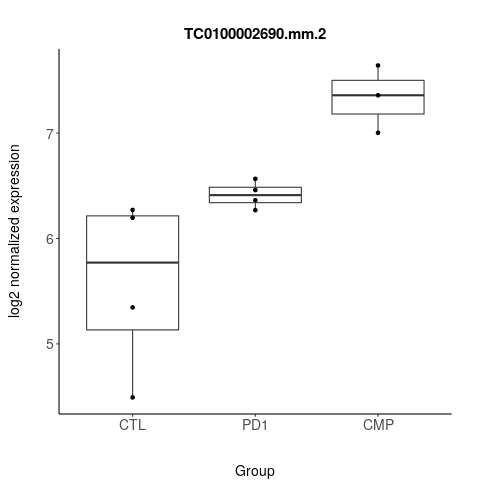 TC0100002690.mm.2
log2 normalized expression
7
6
5
CTL PD1 CMP
Group